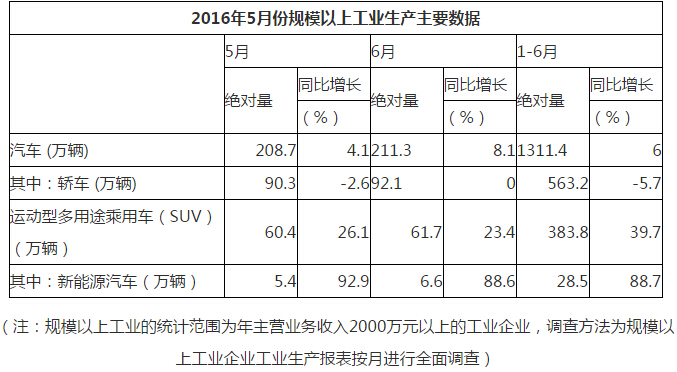 2016年5月份规模以上工业生产主要数据
5月 6月 1-6月
绝对量 同比增长（%） 绝对量 同比增长（%） 绝对量 同比增长（%）
汽车 (万辆) 208.7 4.1 211.3 8.1 1311.4 6
其中：轿车 (万辆) 90.3 -2.6 92.1 0 563.2 -5.7
运动型多用途乘用车（SUV）
（万辆） 60.4 26.1 61.7 23.4 383.8 39.7
其中：新能源汽车（万辆） 5.4 92.9 6.6 88.6 28.5 88.7
（注：规模以上工业的统计范围为年主营业务收入2000万元以上的工业企业，调查方法为规模以
上工业企业工业生产报表按月进行全面调查）